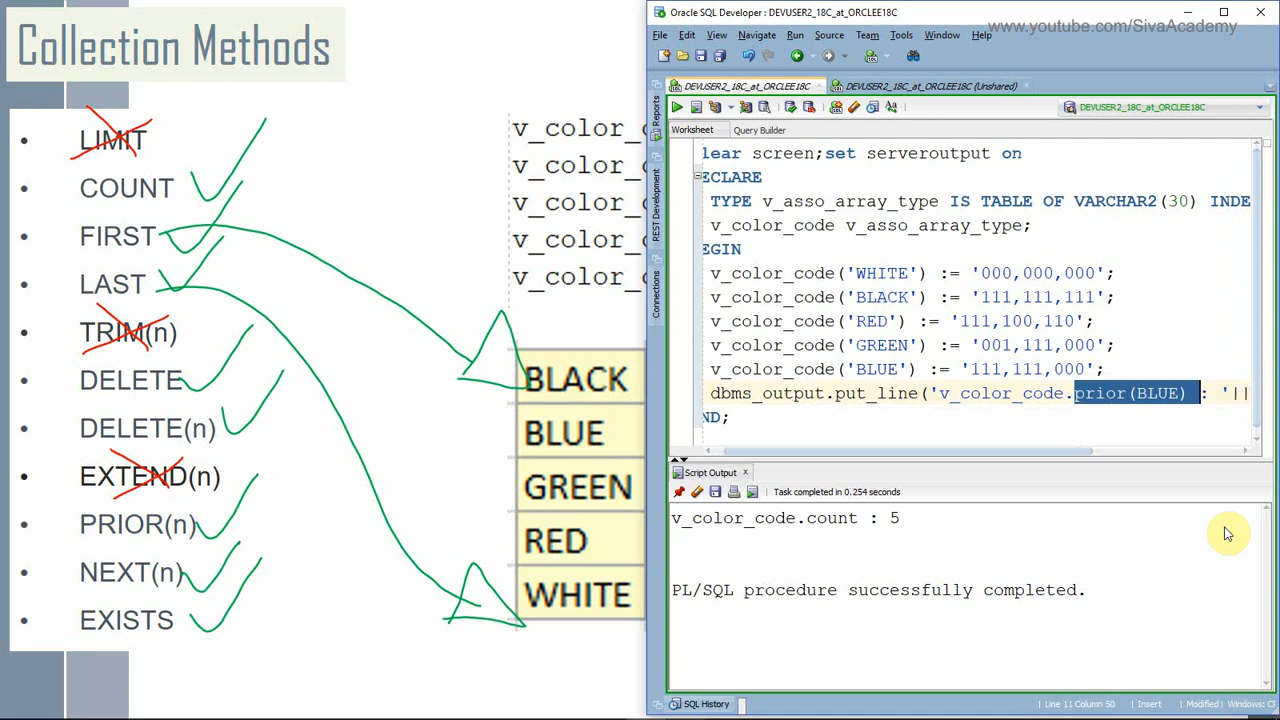 Collection Methods
• LIMIT
• COUNT
• FIRST
• LAST
• TRIM(n)
• DELETE
• DELETE(n)
• EXTEND(n)
• PRIOR(n)
• NEXT(n)
• EXISTS
v_color_c
v_color_c
v_color_c
v_color_c
v_color_c
BLACK
BLUE
GREEN
RED
WHITE
Oracle SQL Developer : DEVUSER2_18C_at_ORCLEE18C
www.youtube.com/SivaAcademy
File Edit View Navigate Run Source Team Tools Window Help
DEVUSER2_18C_at_ORCLEE18C
DEVUSER2_18C_at_ORCLEE18C (Unshared)
DEVUSER2_18C_at_ORCLEE18C
Reports
REST Development
Connections
Worksheet Query Builder
lear screen;set serveroutput on
ECLARE
TYPE v_asso_array_type IS TABLE OF VARCHAR2(30) INDE
v_color_code v_asso_array_type;
EGIN
v_color_code('WHITE') := '000,000,000';
v_color_code('BLACK') := '111,111,111';
v_color_code('RED') := '111,100,110';
v_color_code('GREEN') := '001,111,000';
v_color_code('BLUE') := '111,111,000';
dbms_output.put_line('v_color_code.prior(BLUE) : '||
ND;
Script Output
Task completed in 0.254 seconds
v_color_code.count : 5
PL/SQL procedure successfully completed.
SQL History
Line 11 Column 50 Insert Modified Windows: C